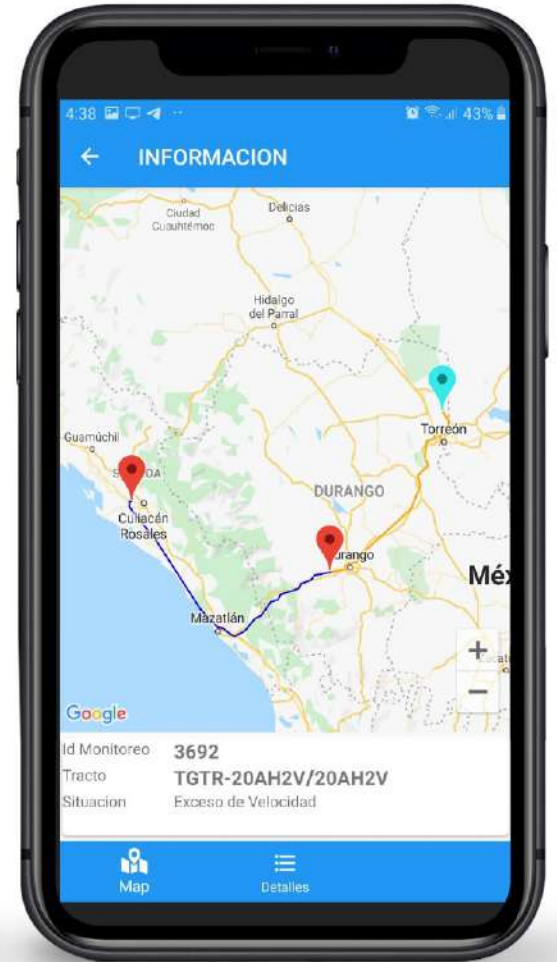 4:38
43%
INFORMACION
Ciudad
Cuauhtémoc
Delicias
Hidalgo
del Parral
Torreón
Guamúchil
DURANGO
Culiacán
Rosales
urango
Méx
Mazatlán
+
−
Google
Id Monitoreo 3692
Tracto TGTR-20AH2V/20AH2V
Situacion Exceso de Velocidad
Map
Detalles